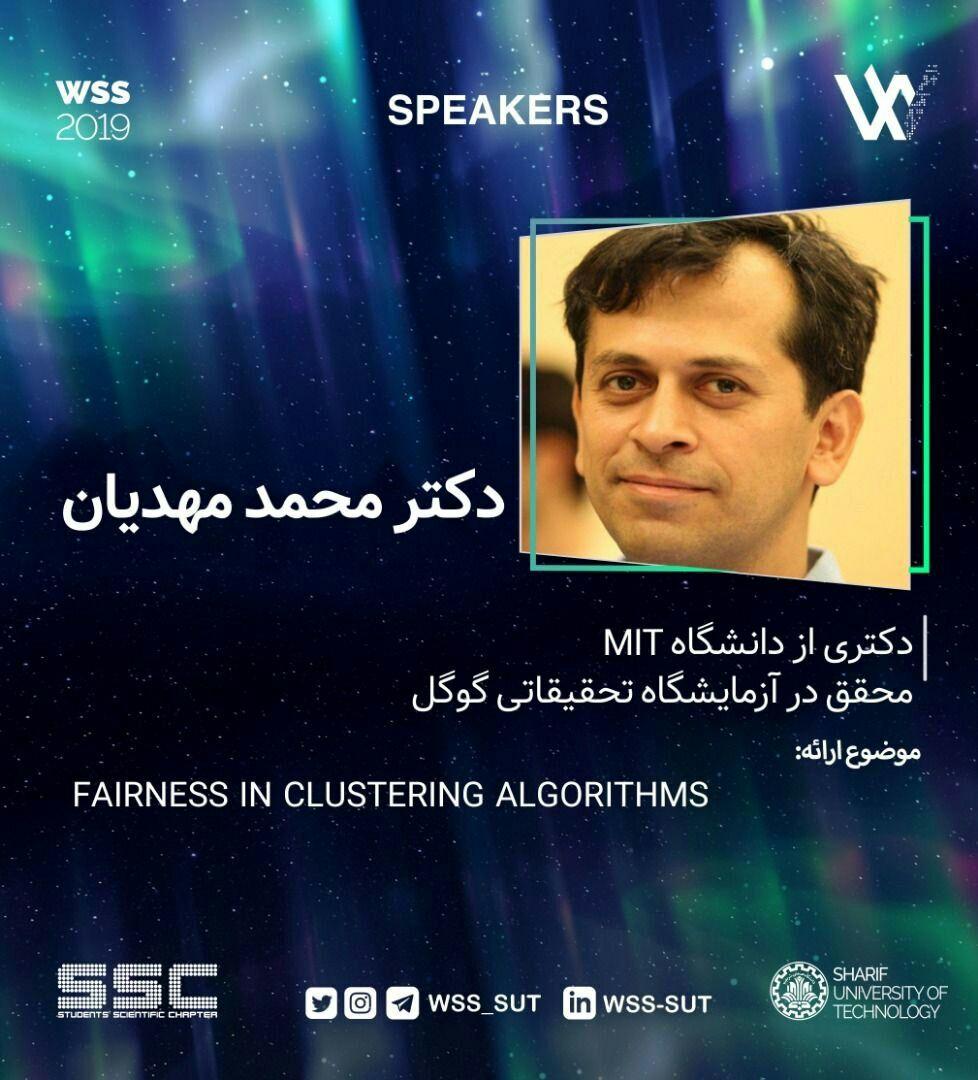 WSS
2019
SPEAKERS
دکتر محمد مهدیان
دکتری از دانشگاه MIT
محقق در آزمایشگاه تحقیقاتی گوگل
موضوع ارائه:
FAIRNESS IN CLUSTERING ALGORITHMS
SSC
STUDENTS' SCIENTIFIC CHAPTER
WSS_SUT
in WSS-SUT
SHARIF
UNIVERSITY OF
TECHNOLOGY